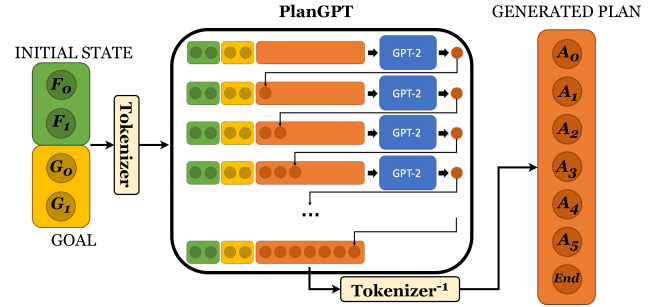 PlanGPT
GENERATED PLAN
INITIAL STATE
F0
F1
G0
G1
GOAL
Tokenizer
GPT-2
GPT-2
GPT-2
GPT-2
...
Tokenizer-1
A0
A1
A2
A3
A4
A5
End